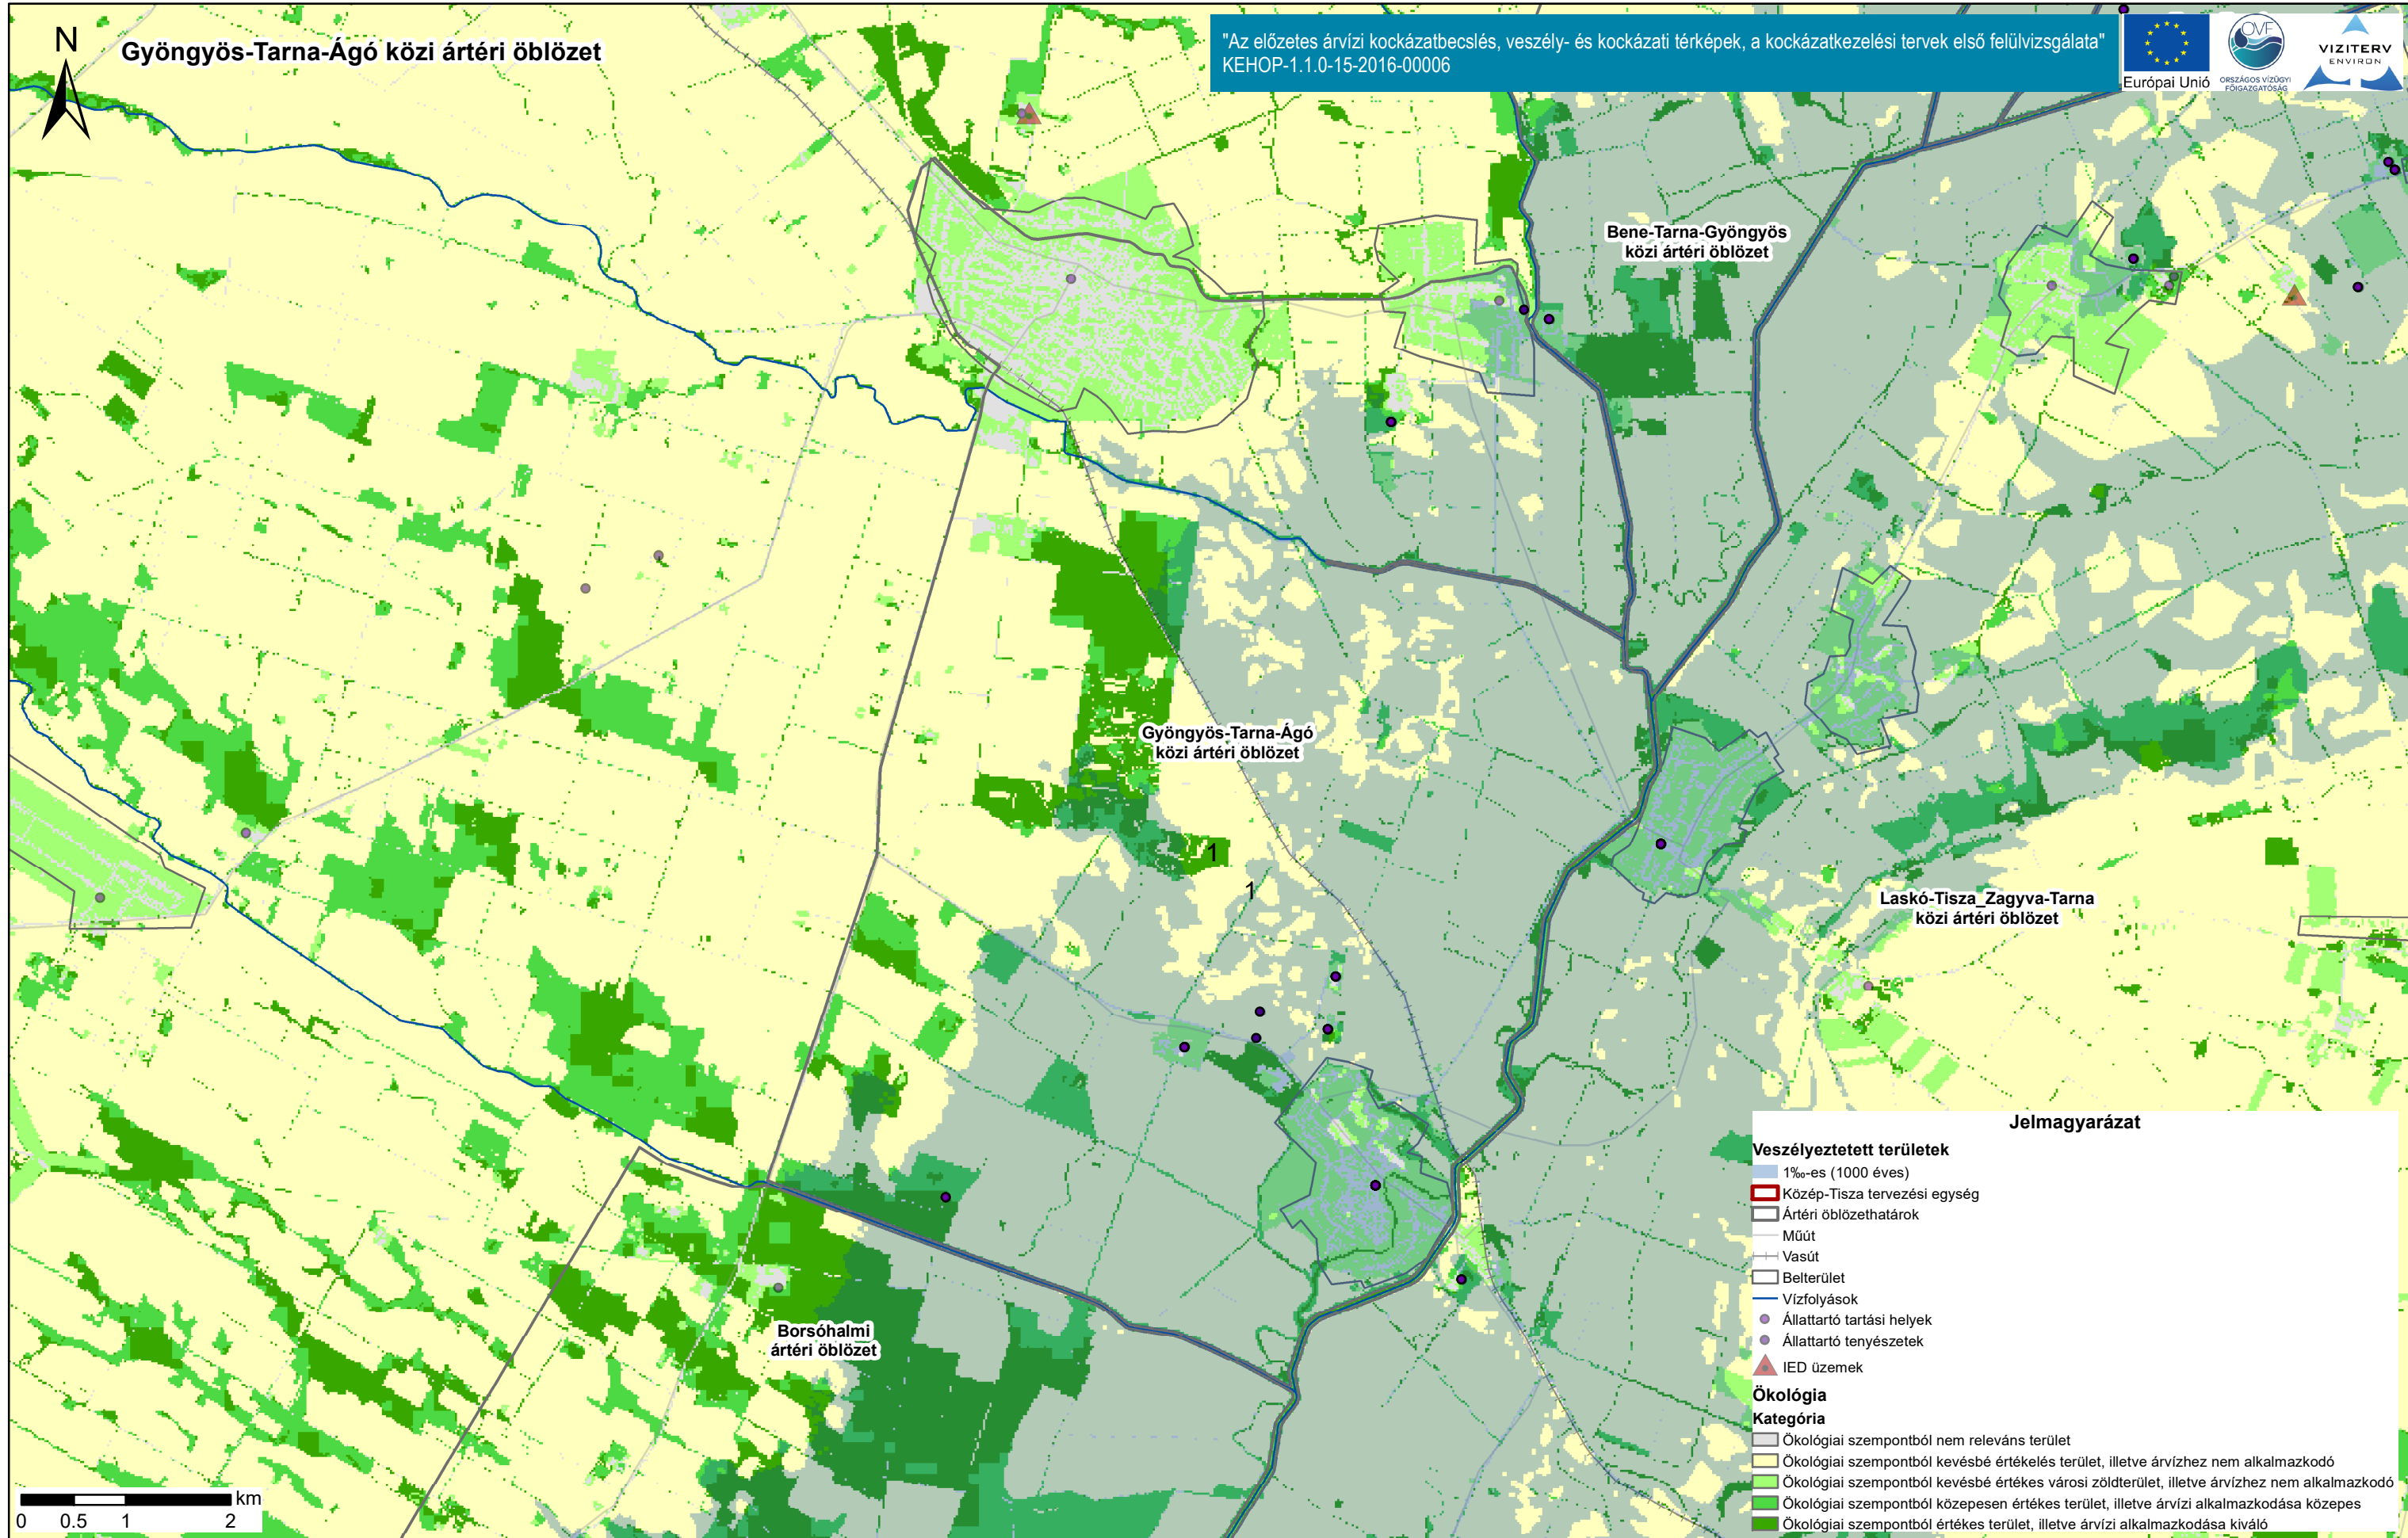 N
Gyöngyös-Tarna-Ágó közi ártéri öblözet
"Az előzetes árvízi kockázatbecslés, veszély- és kockázati térképek, a kockázatkezelési tervek első felülvizsgálata"
KEHOP-1.1.0-15-2016-00006
Európai Unió
OVF
ORSZÁGOS VÍZÜGYI
FŐIGAZGATÓSÁG
VIZITERV
ENVIRON
Bene-Tarna-Gyöngyös
közi ártéri öblözet
Gyöngyös-Tarna-Ágó
közi ártéri öblözet
1
1
Laskó-Tisza_Zagyva-Tarna
közi ártéri öblözet
Borsóhalmi
ártéri öblözet
km
0 0.5 1 2
Jelmagyarázat
Veszélyeztetett területek
1‰-es (1000 éves)
Közép-Tisza tervezési egység
Ártéri öblözethatárok
Műút
Vasút
Belterület
Vízfolyások
Állattartó tartási helyek
Állattartó tenyészetek
IED üzemek
Ökológia
Kategória
Ökológiai szempontból nem releváns terület
Ökológiai szempontból kevésbé értékelés terület, illetve árvízhez nem alkalmazkodó
Ökológiai szempontból kevésbé értékes városi zöldterület, illetve árvízhez nem alkalmazkodó
Ökológiai szempontból közepesen értékes terület, illetve árvízi alkalmazkodása közepes
Ökológiai szempontból értékes terület, illetve árvízi alkalmazkodása kiváló